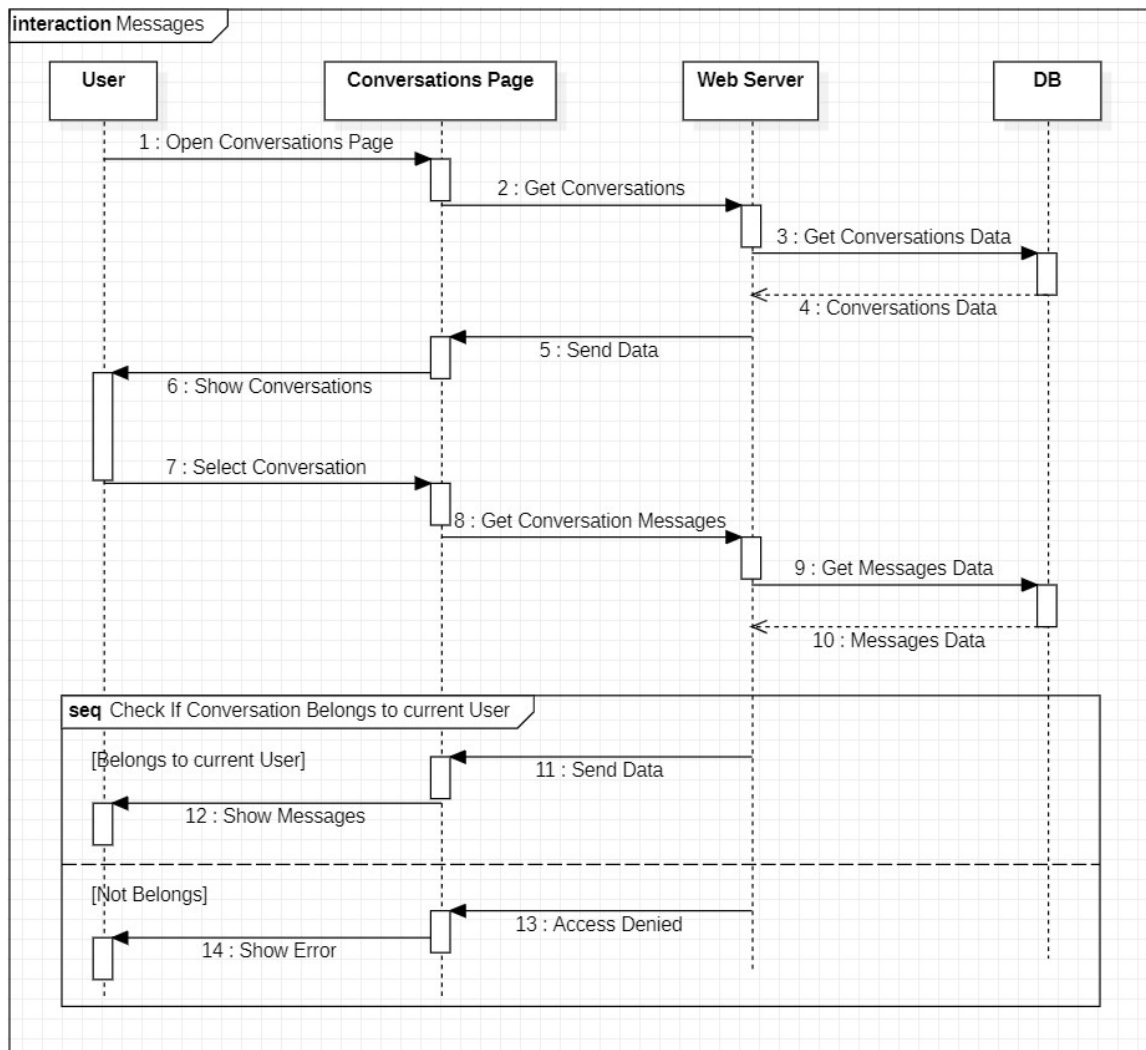 interaction Messages
User
Conversations Page
Web Server
DB
1 : Open Conversations Page
2 : Get Conversations
3 : Get Conversations Data
4 : Conversations Data
5 : Send Data
6 : Show Conversations
7 : Select Conversation
8 : Get Conversation Messages
9 : Get Messages Data
10 : Messages Data
seq Check If Conversation Belongs to current User
[Belongs to current User]
11 : Send Data
12 : Show Messages
[Not Belongs]
13 : Access Denied
14 : Show Error